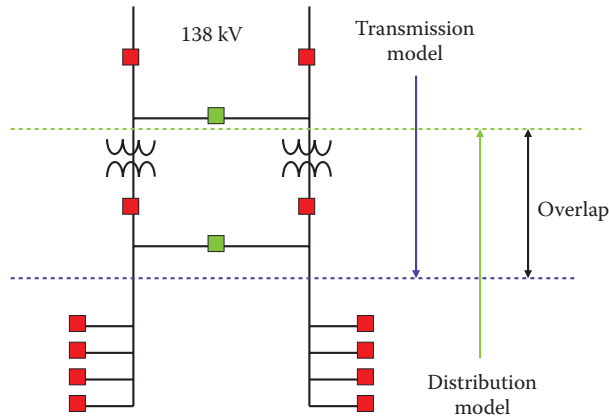 138 kV
Transmission
model
Overlap
Distribution
model